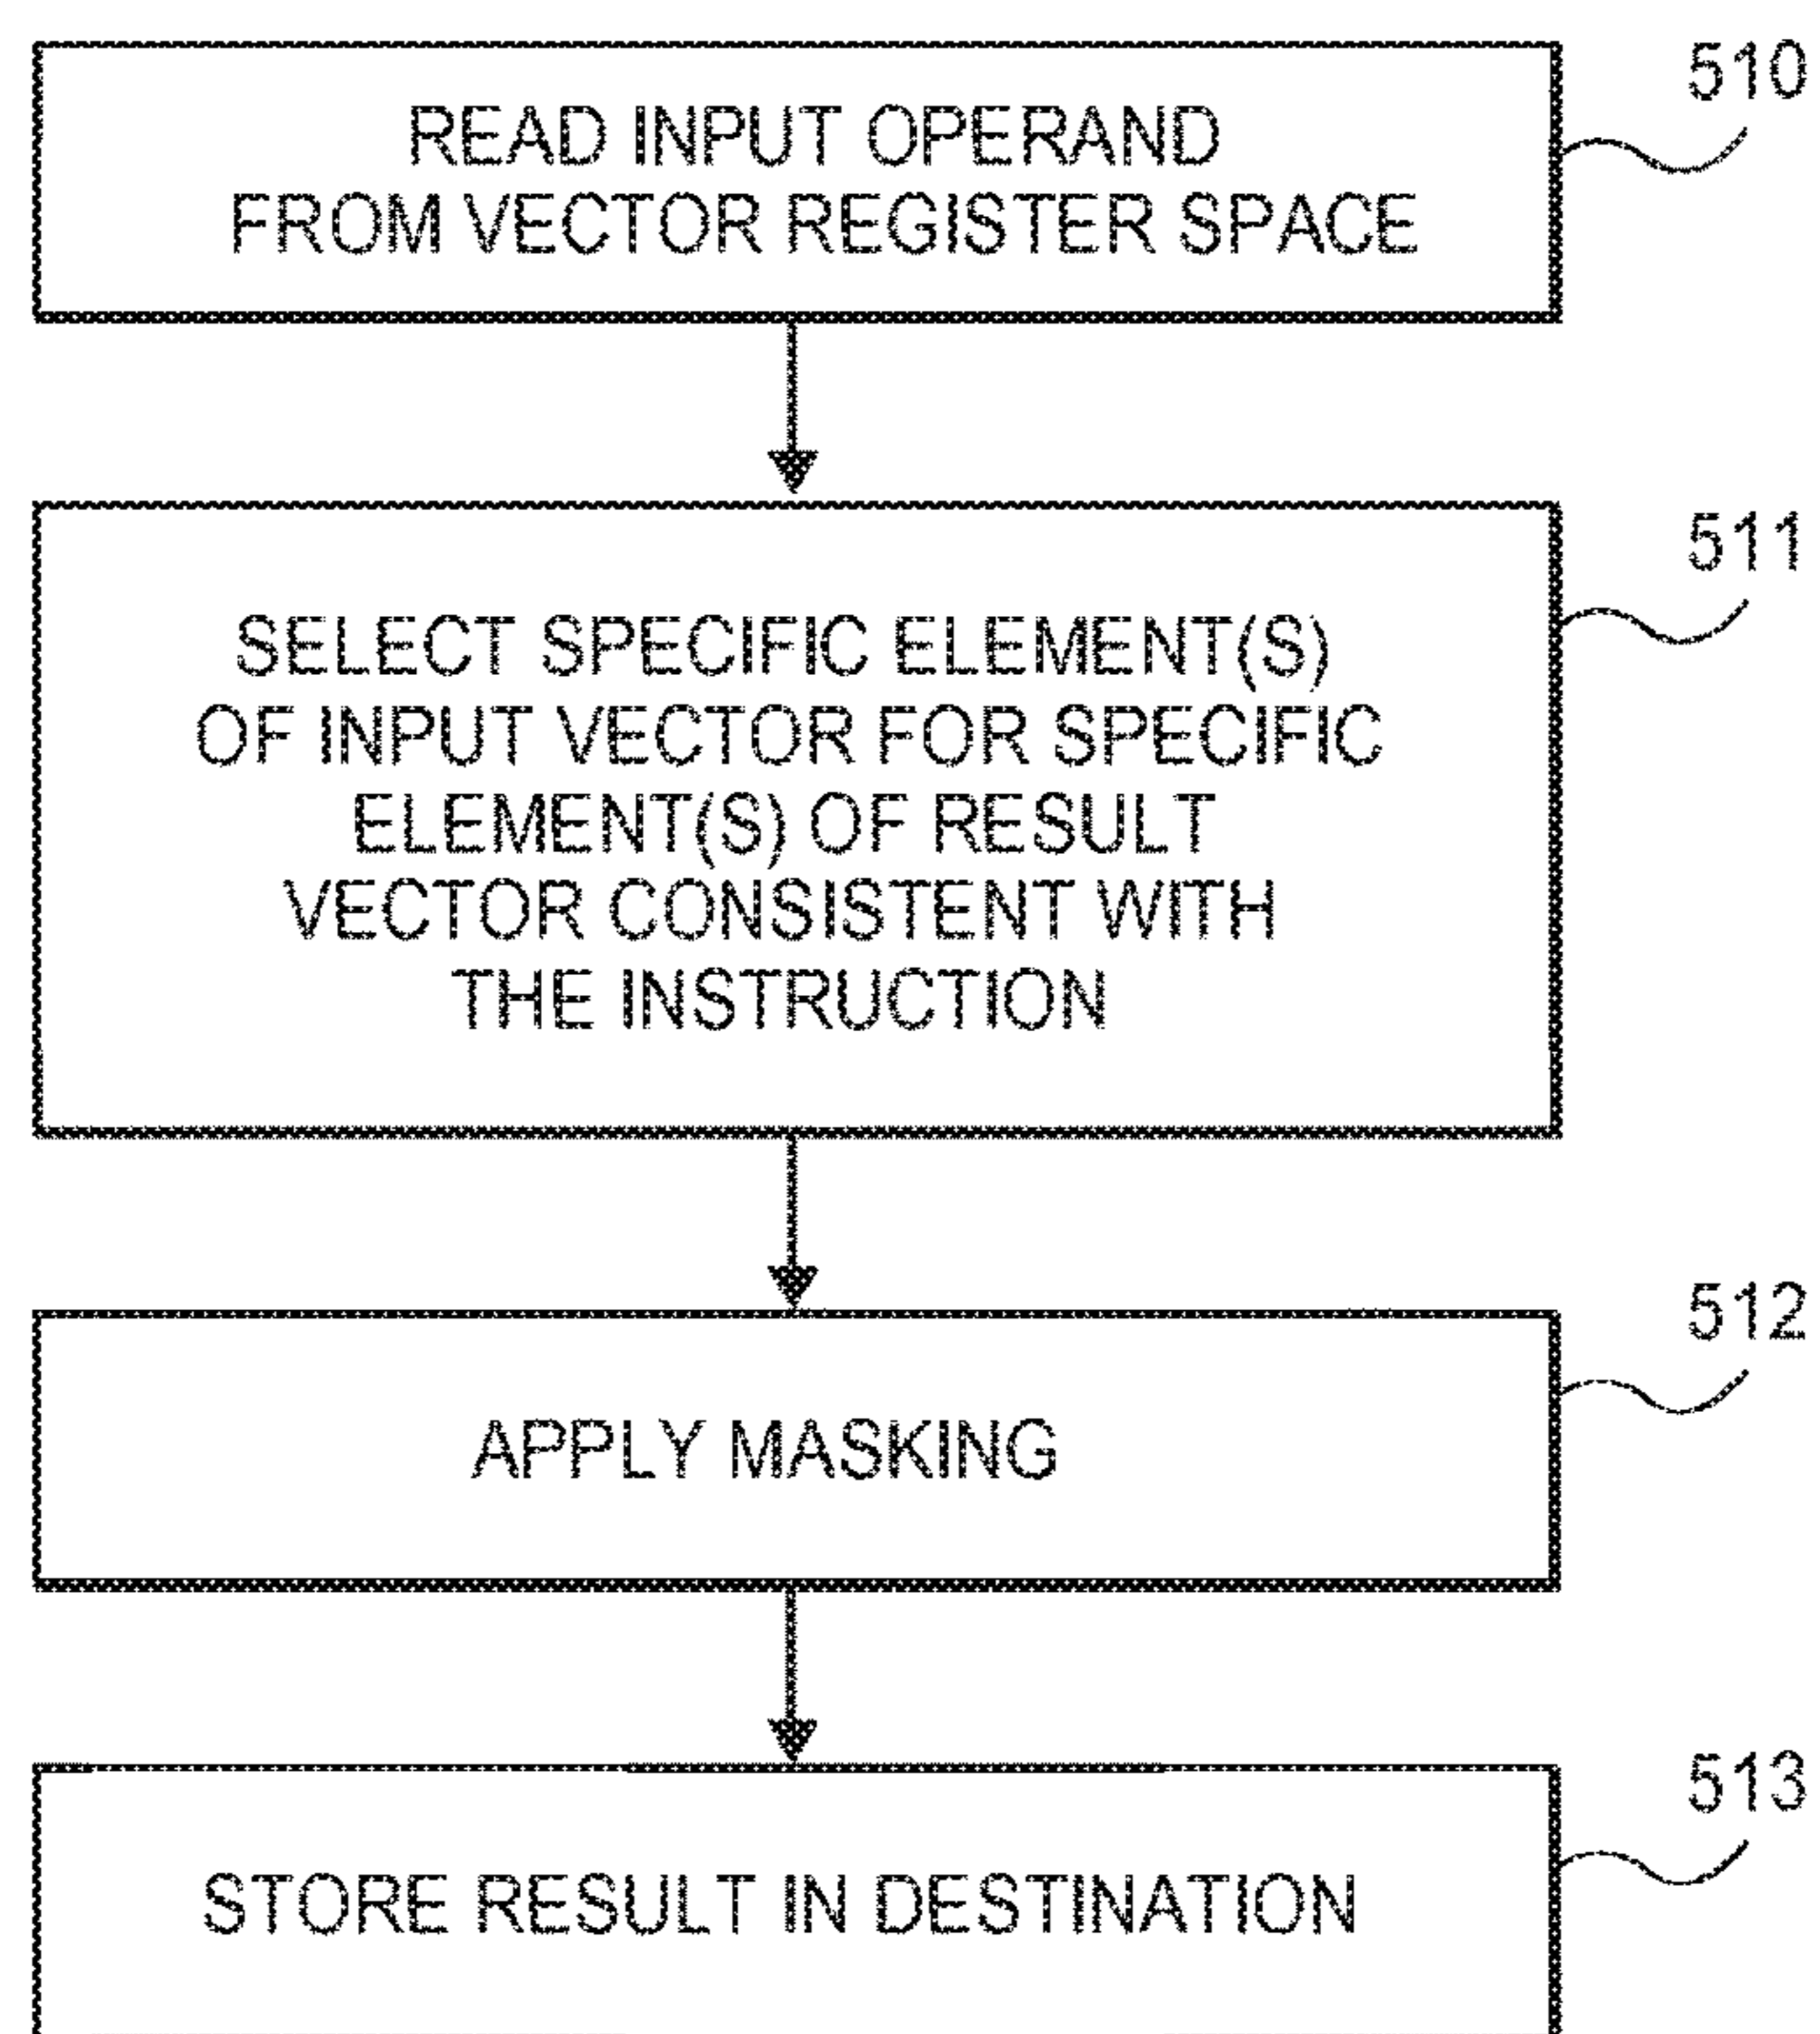 510
READ INPUT OPERAND
FROM VECTOR REGISTER SPACE
511
SELECT SPECIFIC ELEMENT(S)
OF INPUT VECTOR FOR SPECIFIC
ELEMENT(S) OF RESULT
VECTOR CONSISTENT WITH
THE INSTRUCTION
512
APPLY MASKING
513
STORE RESULT IN DESTINATION